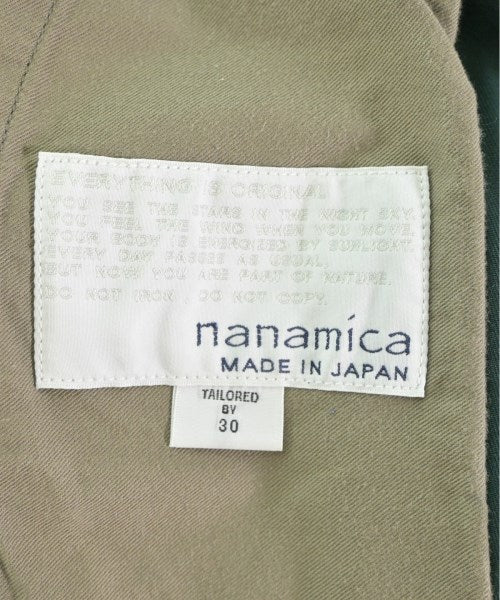 EVERYTHING IS ORIGINAL
YOU SEE THE STARS IN THE NIGHT SKY.
YOU FEEL THE WIND WHEN YOU MOVE.
YOUR BODY IS ENERGIZED BY SUNLIGHT.
EVERY DAY PASSES AS USUAL.
BUT NOW YOU ARE PART OF NATURE.
DO NOT IRON, DO NOT COPY.
nanamica
MADE IN JAPAN
TAILORED
BY
30